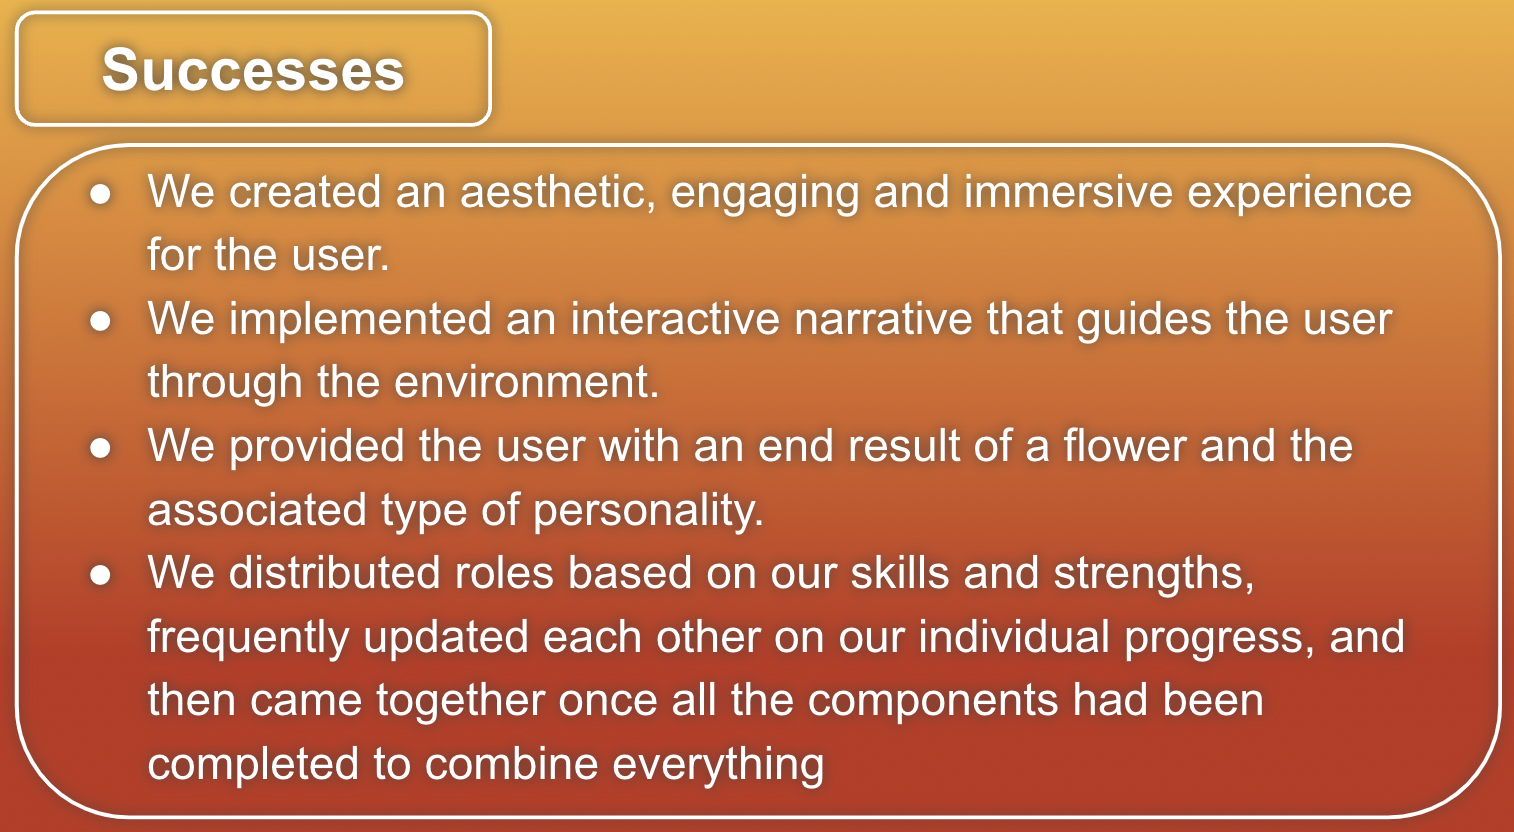 Successes
● We created an aesthetic, engaging and immersive experience
for the user.
● We implemented an interactive narrative that guides the user
through the environment.
● We provided the user with an end result of a flower and the
associated type of personality.
● We distributed roles based on our skills and strengths,
frequently updated each other on our individual progress, and
then came together once all the components had been
completed to combine everything